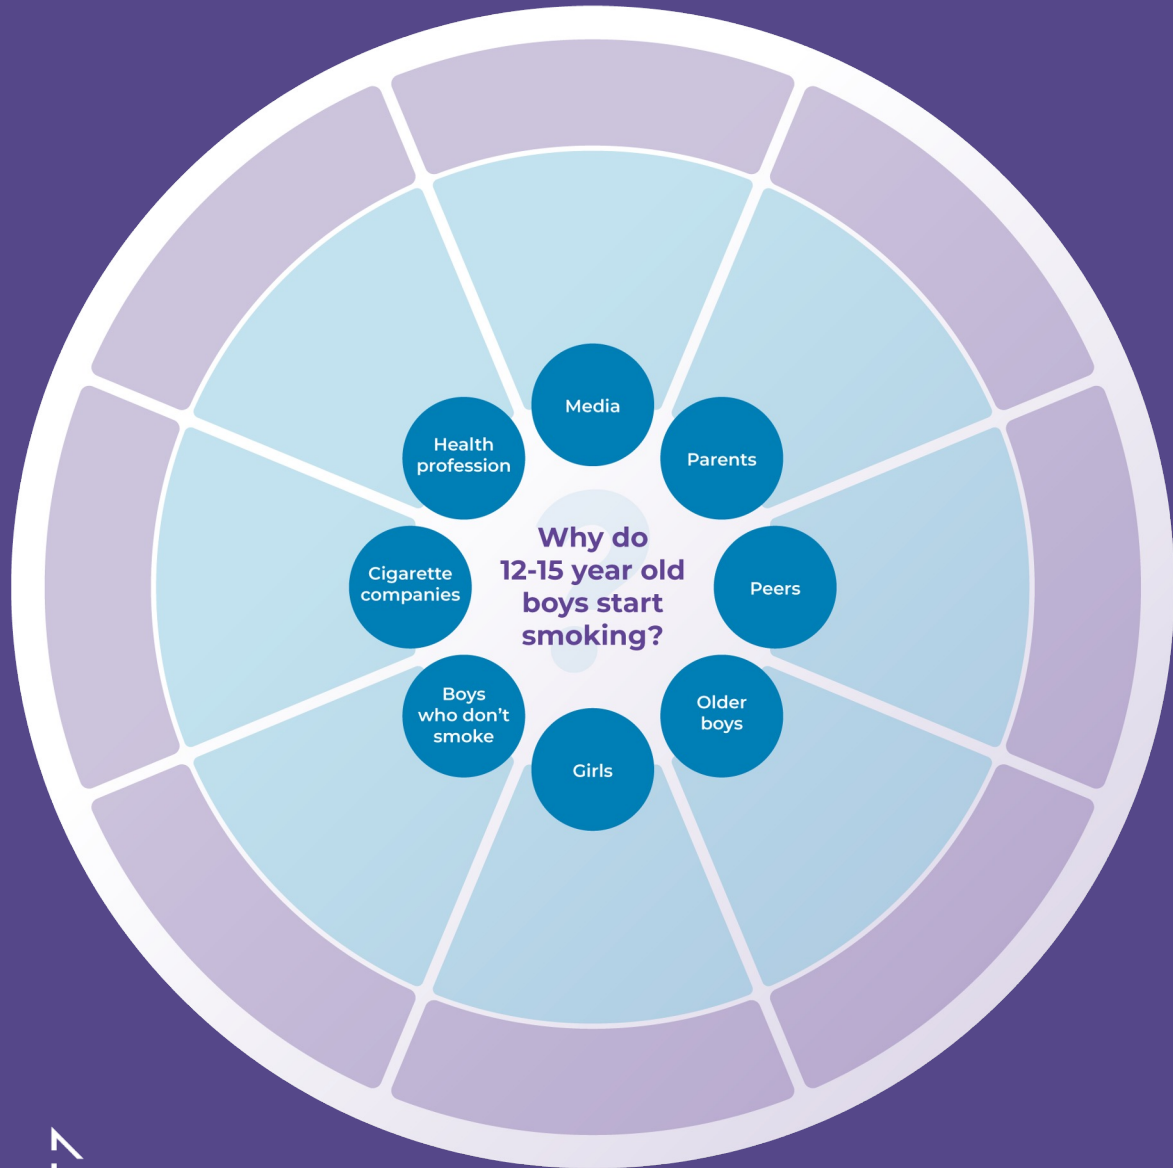 Media
Parents
Peers
Older
boys
Girls
Boys
who don’t
smoke
Cigarette
companies
Health
profession
Why do
12-15 year old
boys start
smoking?
?